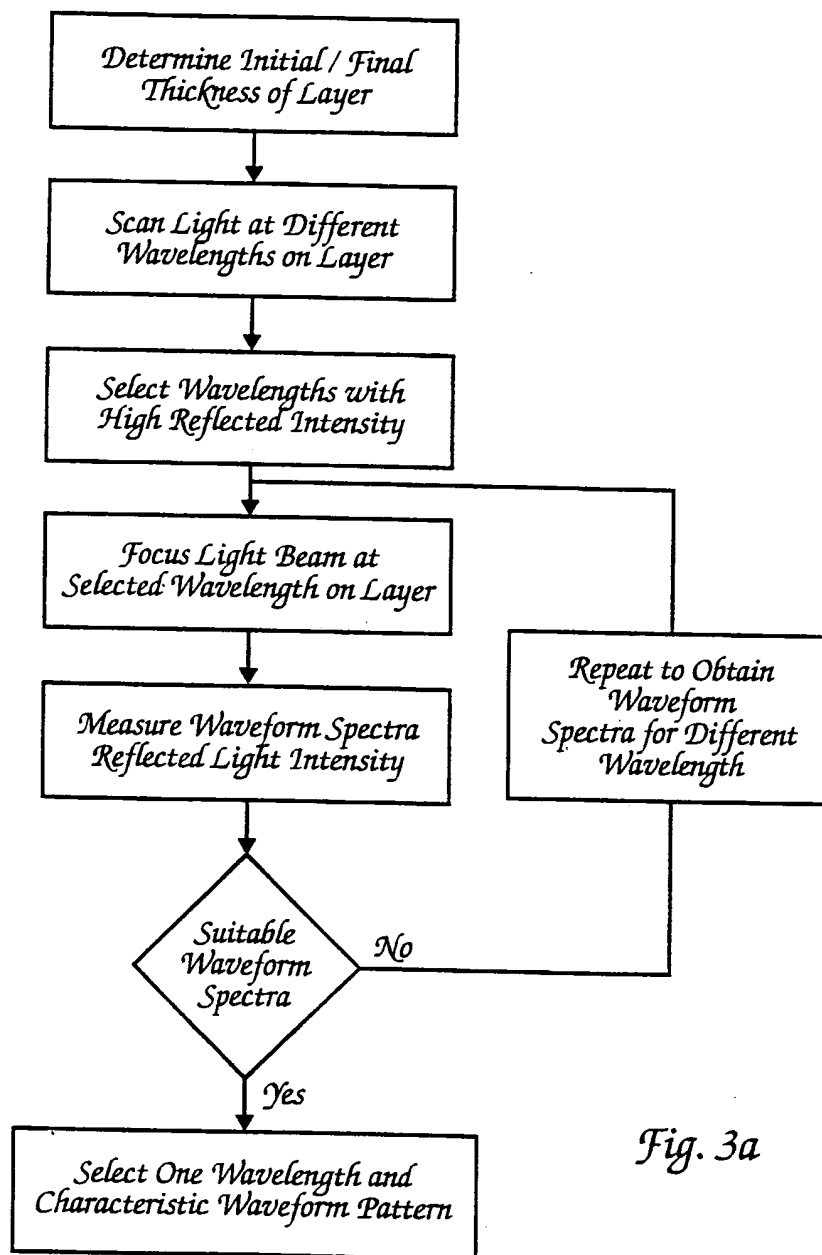 Determine Initial / Final
Thickness of Layer
Scan Light at Different
Wavelengths on Layer
Select Wavelengths with
High Reflected Intensity
Focus Light Beam at
Selected Wavelength on Layer
Measure Waveform Spectra
Reflected Light Intensity
Repeat to Obtain
Waveform
Spectra for Different
Wavelength
Suitable
Waveform
Spectra
No
Yes
Select One Wavelength and
Characteristic Waveform Pattern
Fig. 3a